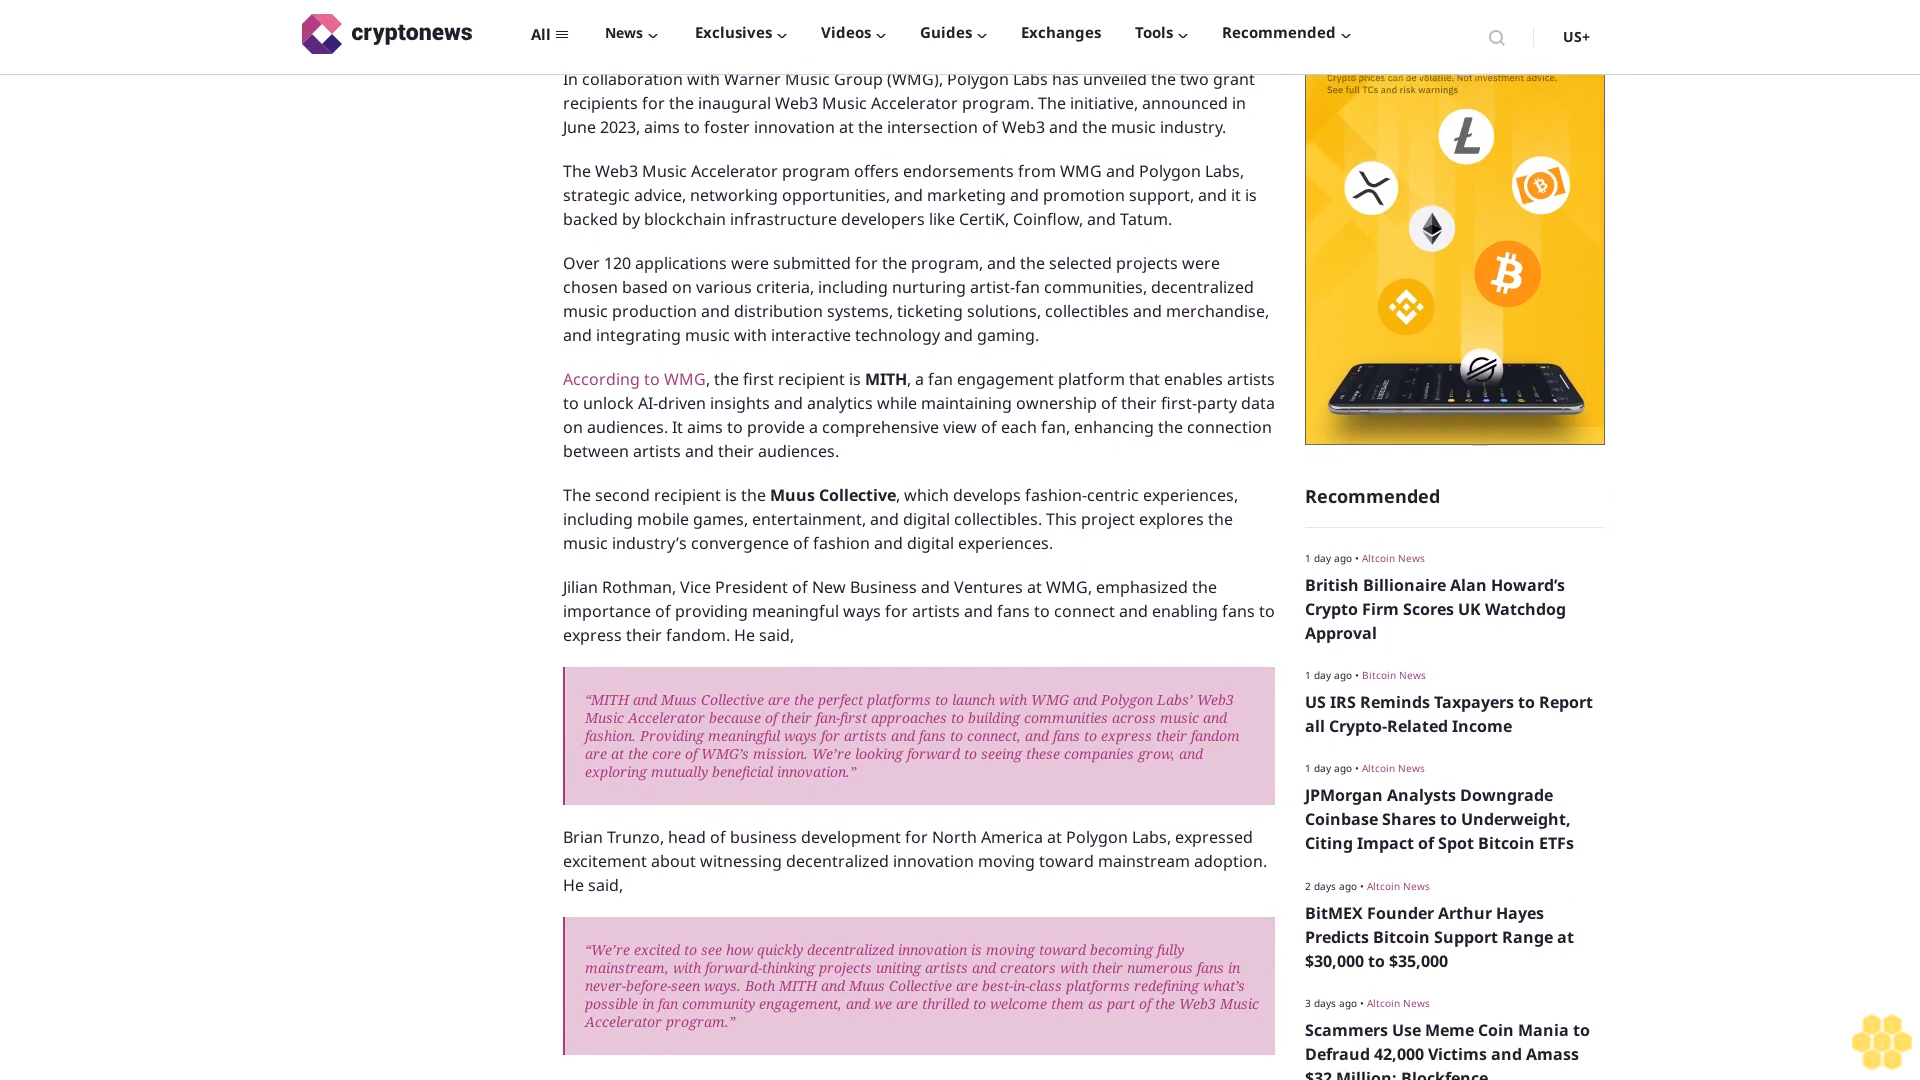 cryptonews
All
News
Exclusives
Videos
Guides
Exchanges
Tools
Recommended
US+
In collaboration with Warner Music Group (WMG), Polygon Labs has unveiled the two grant
recipients for the inaugural Web3 Music Accelerator program. The initiative, announced in
June 2023, aims to foster innovation at the intersection of Web3 and the music industry.
The Web3 Music Accelerator program offers endorsements from WMG and Polygon Labs,
strategic advice, networking opportunities, and marketing and promotion support, and it is
backed by blockchain infrastructure developers like CertiK, Coinflow, and Tatum.
Over 120 applications were submitted for the program, and the selected projects were
chosen based on various criteria, including nurturing artist-fan communities, decentralized
music production and distribution systems, ticketing solutions, collectibles and merchandise,
and integrating music with interactive technology and gaming.
According to WMG, the first recipient is MITH, a fan engagement platform that enables artists
to unlock AI-driven insights and analytics while maintaining ownership of their first-party data
on audiences. It aims to provide a comprehensive view of each fan, enhancing the connection
between artists and their audiences.
The second recipient is the Muus Collective, which develops fashion-centric experiences,
including mobile games, entertainment, and digital collectibles. This project explores the
music industry’s convergence of fashion and digital experiences.
Jilian Rothman, Vice President of New Business and Ventures at WMG, emphasized the
importance of providing meaningful ways for artists and fans to connect and enabling fans to
express their fandom. He said,
“MITH and Muus Collective are the perfect platforms to launch with WMG and Polygon Labs’ Web3
Music Accelerator because of their fan-first approaches to building communities across music and
fashion. Providing meaningful ways for artists and fans to connect, and fans to express their fandom
are at the core of WMG’s mission. We’re looking forward to seeing these companies grow, and
exploring mutually beneficial innovation.”
Brian Trunzo, head of business development for North America at Polygon Labs, expressed
excitement about witnessing decentralized innovation moving toward mainstream adoption.
He said,
“We’re excited to see how quickly decentralized innovation is moving toward becoming fully
mainstream, with forward-thinking projects uniting artists and creators with their numerous fans in
never-before-seen ways. Both MITH and Muus Collective are best-in-class platforms redefining what’s
possible in fan community engagement, and we are thrilled to welcome them as part of the Web3 Music
Accelerator program.”
Crypto prices can be volatile. Not investment advice.
See full TCs and risk warnings
Recommended
1 day ago • Altcoin News
British Billionaire Alan Howard’s
Crypto Firm Scores UK Watchdog
Approval
1 day ago • Bitcoin News
US IRS Reminds Taxpayers to Report
all Crypto-Related Income
1 day ago • Altcoin News
JPMorgan Analysts Downgrade
Coinbase Shares to Underweight,
Citing Impact of Spot Bitcoin ETFs
2 days ago • Altcoin News
BitMEX Founder Arthur Hayes
Predicts Bitcoin Support Range at
$30,000 to $35,000
3 days ago • Altcoin News
Scammers Use Meme Coin Mania to
Defraud 42,000 Victims and Amass
$32 Million: Blockfence